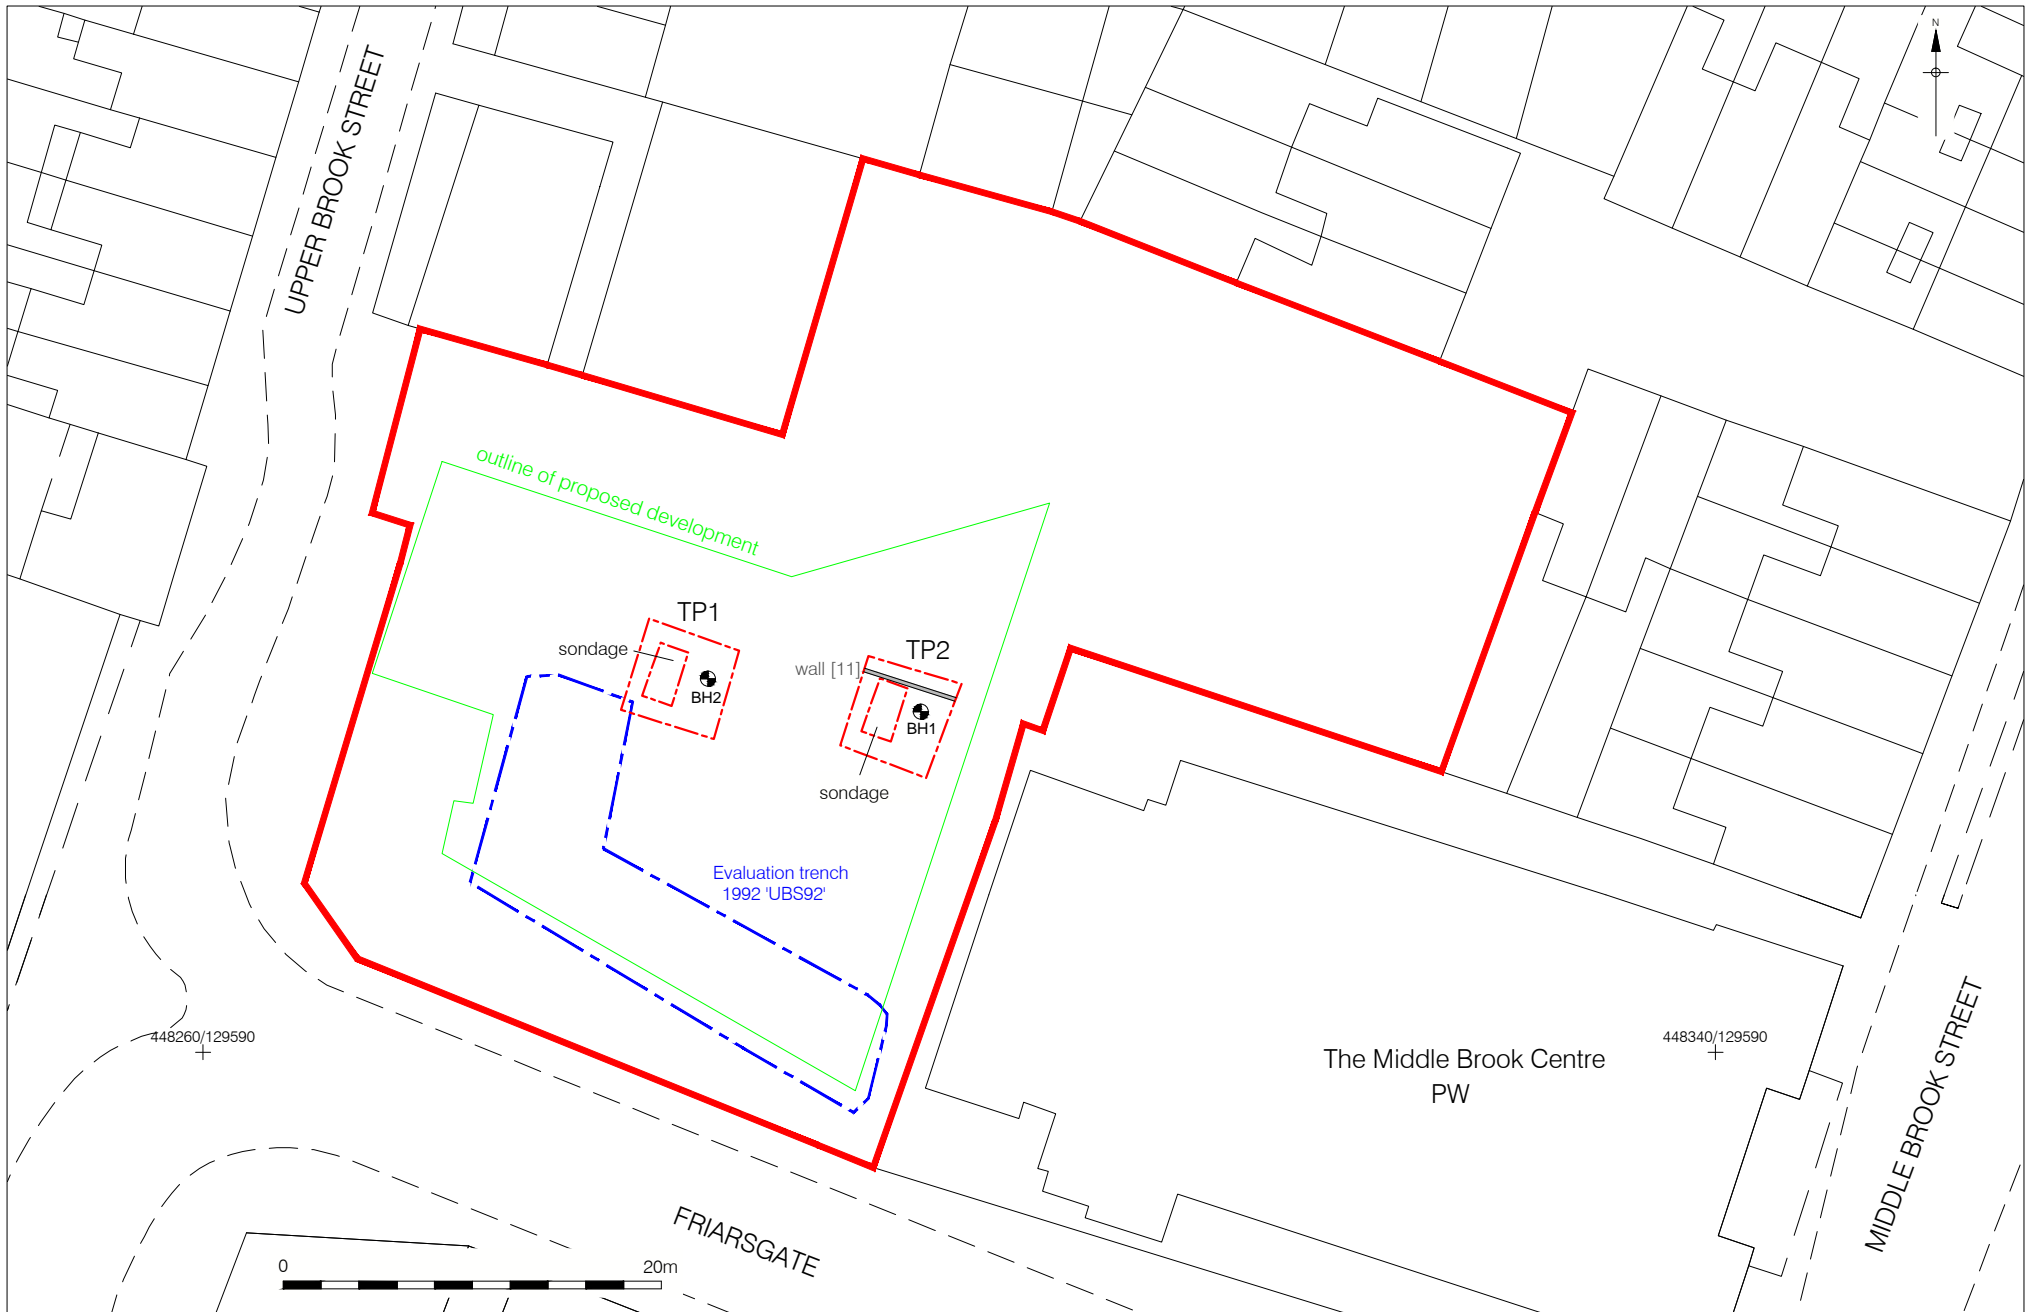 N
UPPER BROOK STREET
outline of proposed development
TP1
sondage
BH2
TP2
wall [11]
BH1
sondage
Evaluation trench
1992 'UBS92'
448260/129590
448340/129590
The Middle Brook Centre
PW
MIDDLE BROOK STREET
FRIARSGATE
0
20m